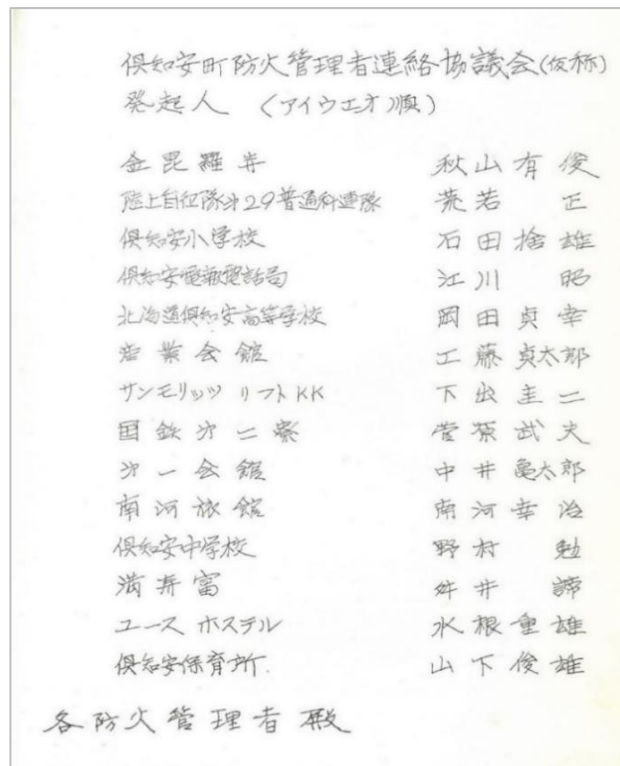 倶知安町防火管理者連絡協議会(仮称)
発起人 (アイウエオ順)
金毘羅寺 秋山有俊
陸上自衛隊㐧29普通科連隊 荒若 正
倶知安小学校 石田捨雄
倶知安電報電話局 江川 昭
北海道倶知安高等学校 岡田貞幸
産業会館 工藤貞太郎
サンモリッツ リフトKK 下出圭二
国鉄㐧二寮 菅原武夫
㐧一会館 中井亀太郎
南河旅館 南河幸治
倶知安中学校 野村 勉
満寿富 舛井 諦
ユース ホステル 水根重雄
倶知安保育所. 山下俊雄
各防火管理者殿